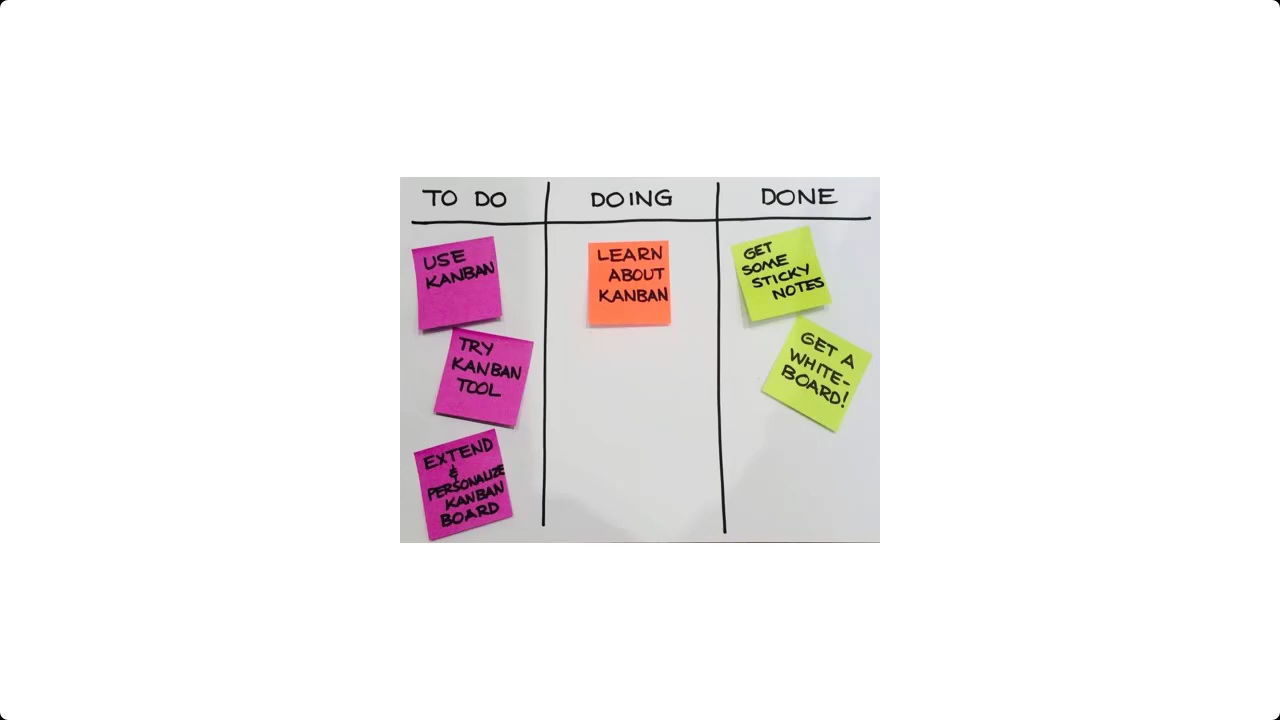 TO DO
DOING
DONE
USE
KANBAN
TRY
KANBAN
TOOL
EXTEND
&
PERSONALIZE
KANBAN
BOARD
LEARN
ABOUT
KANBAN
GET
SOME
STICKY
NOTES
GET A
WHITE-
BOARD!